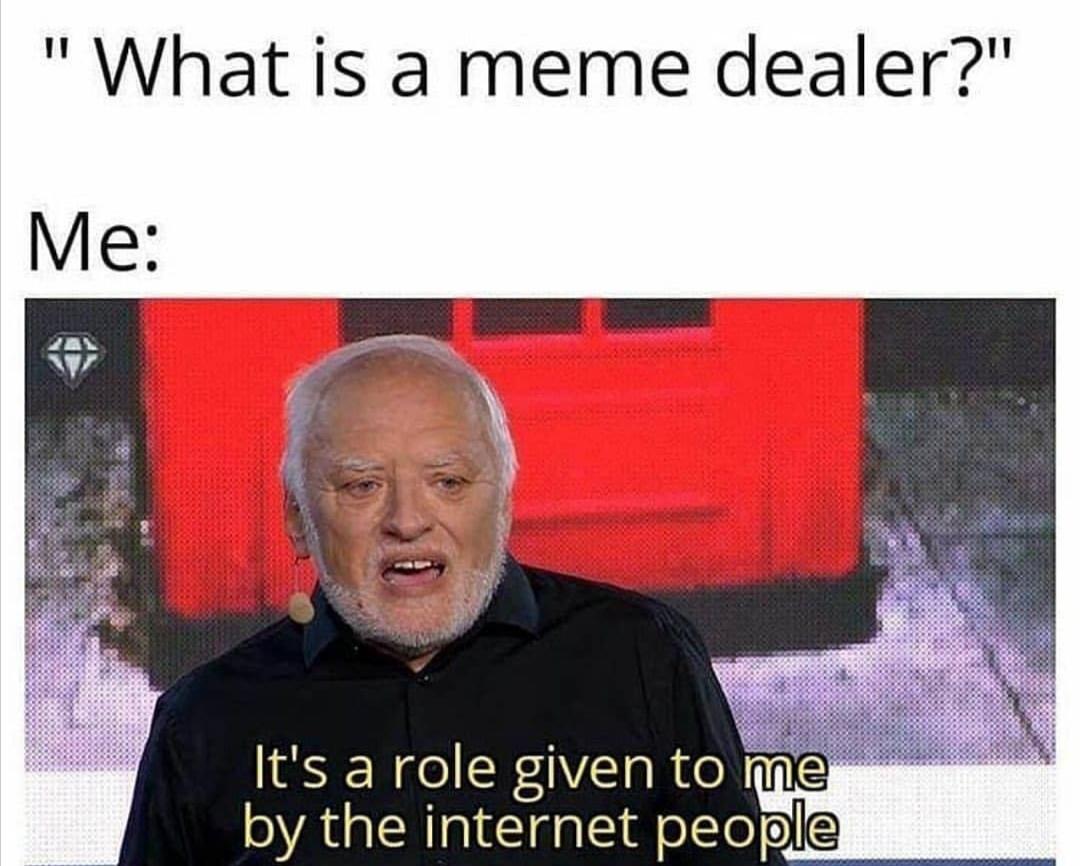 " What is a meme dealer?"
Me:
It's a role given to me
by the internet people